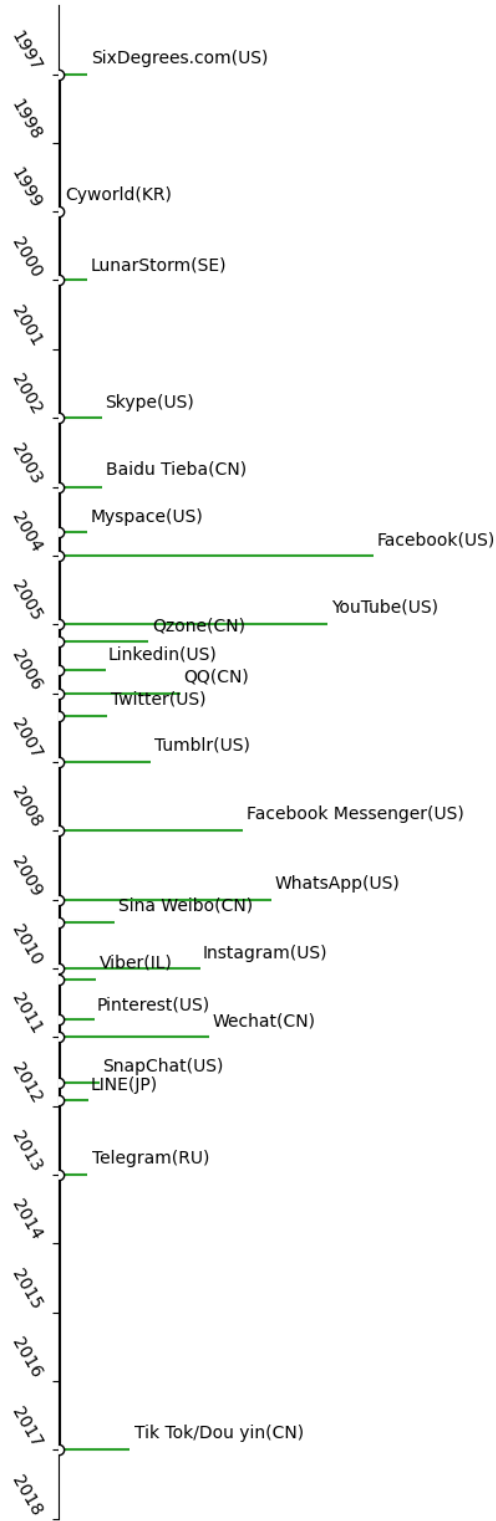 1997
SixDegrees.com(US)
1998
1999
Cyworld(KR)
2000
LunarStorm(SE)
2001
2002
Skype(US)
2003
Baidu Tieba(CN)
Myspace(US)
2004
Facebook(US)
2005
YouTube(US)
Qzone(CN)
Linkedin(US)
2006
QQ(CN)
Twitter(US)
2007
Tumblr(US)
2008
Facebook Messenger(US)
2009
WhatsApp(US)
Sina Weibo(CN)
2010
Instagram(US)
Viber(IL)
Pinterest(US)
2011
Wechat(CN)
SnapChat(US)
2012
LINE(JP)
2013
Telegram(RU)
2014
2015
2016
2017
Tik Tok/Dou yin(CN)
2018